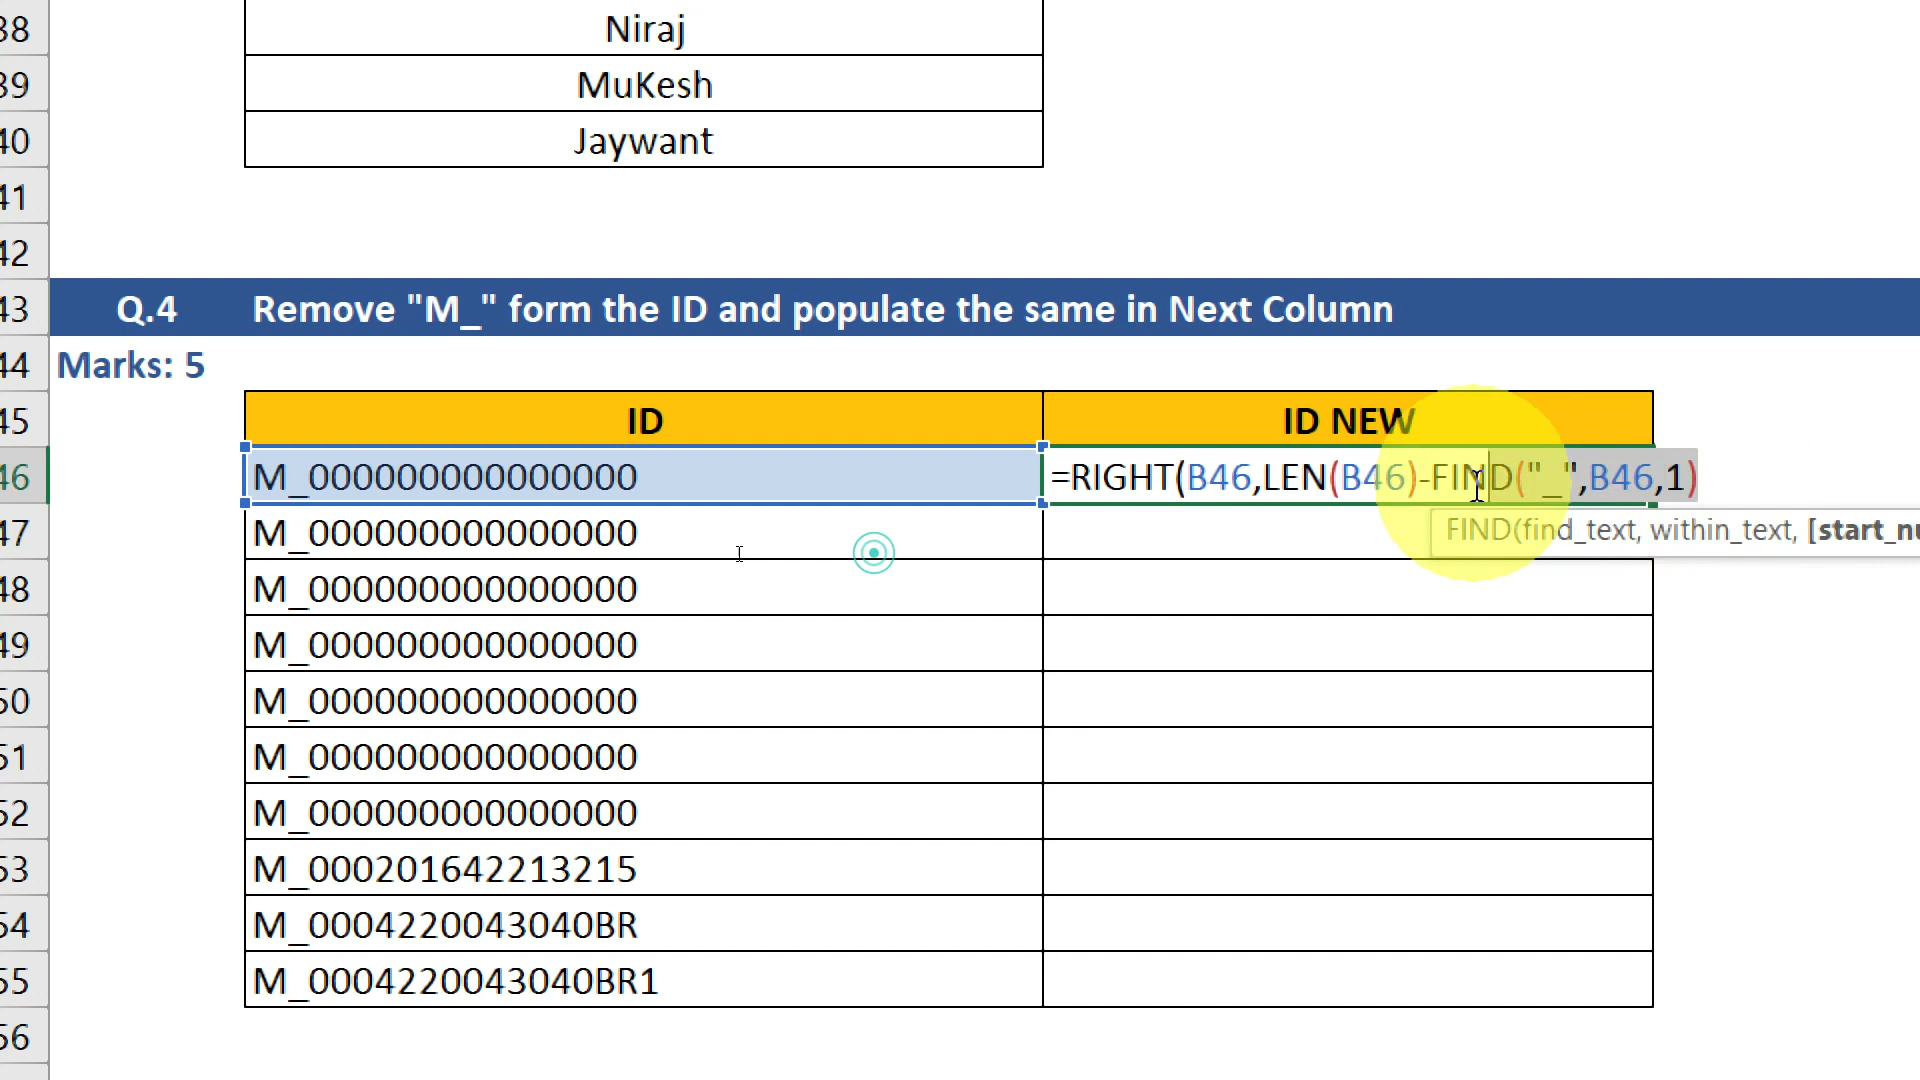 38 Niraj
39 MuKesh
40 Jaywant
41
42
43 Q.4 Remove "M_" form the ID and populate the same in Next Column
44 Marks: 5
45 ID ID NEW
46 M_000000000000000 =RIGHT(B46,LEN(B46)-FIND("_",B46,1)
47 M_000000000000000 FIND(find_text, within_text, [start_nu
48 M_000000000000000
49 M_000000000000000
50 M_000000000000000
51 M_000000000000000
52 M_000000000000000
53 M_000201642213215
54 M_0004220043040BR
55 M_0004220043040BR1
56